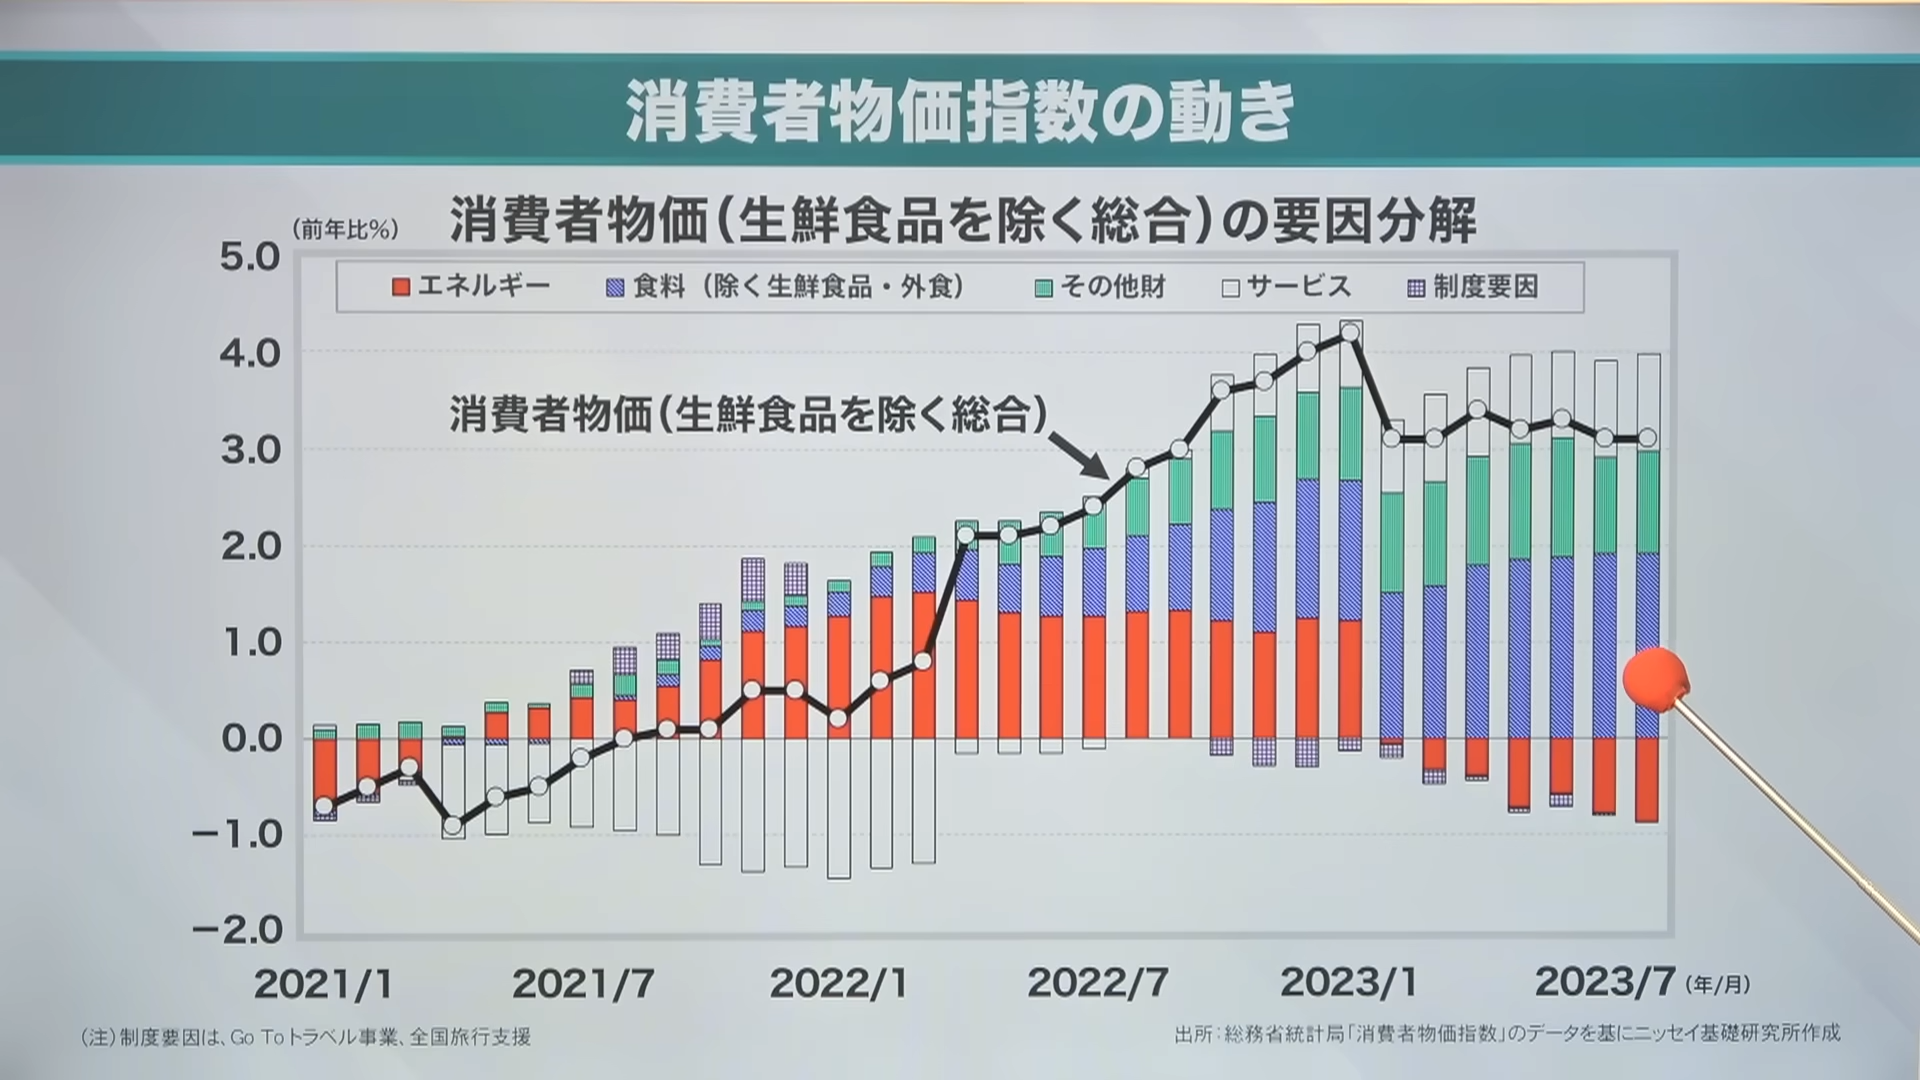 消費者物価指数の動き
(前年比%)
消費者物価(生鮮食品を除く総合)の要因分解
5.0
エネルギー 食料(除く生鮮食品・外食) その他財 サービス 制度要因
4.0
消費者物価(生鮮食品を除く総合)
3.0
2.0
1.0
0.0
−1.0
−2.0
2021/1 2021/7 2022/1 2022/7 2023/1 2023/7 (年/月)
(注)制度要因は、Go Toトラベル事業、全国旅行支援
出所:総務省統計局「消費者物価指数」のデータを基にニッセイ基礎研究所作成